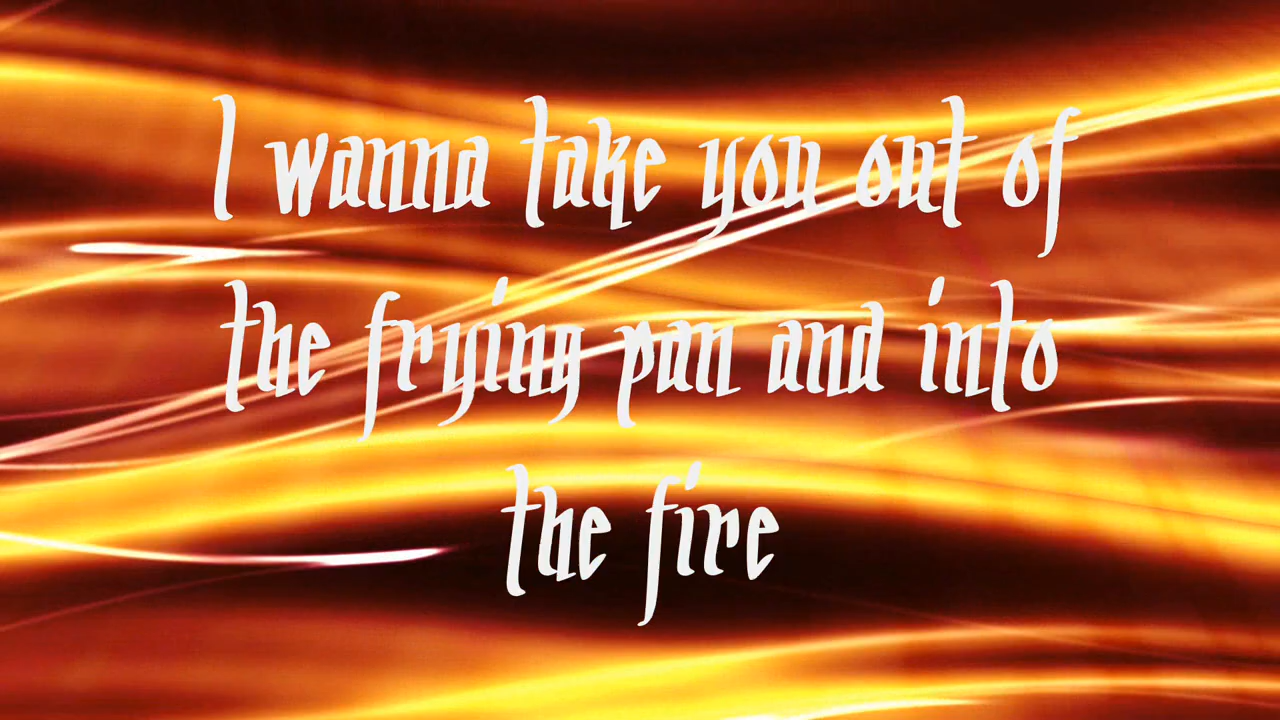 I wanna take you out of
the frying pan and into
the fire